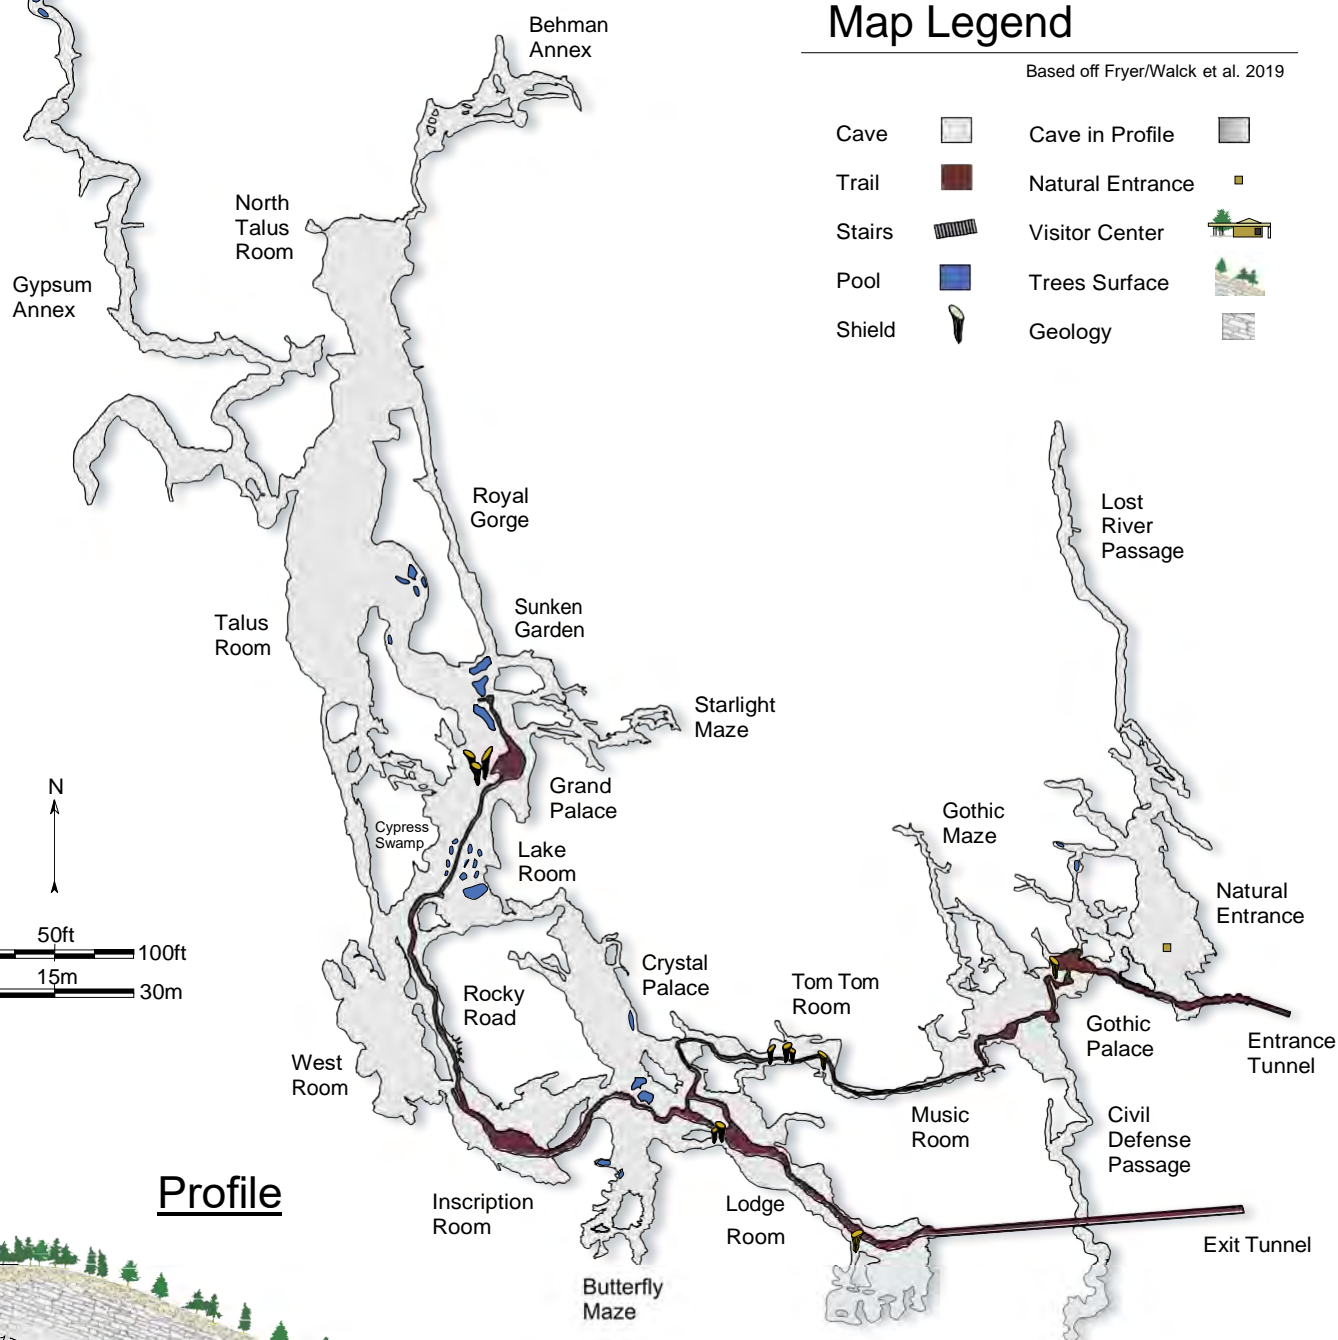 Map Legend
Based off Fryer/Walck et al. 2019
Cave
Cave in Profile
Trail
Natural Entrance
Stairs
Visitor Center
Pool
Trees Surface
Shield
Geology
Behman
Annex
North
Talus
Room
Gypsum
Annex
Royal
Gorge
Lost
River
Passage
Sunken
Garden
Talus
Room
Starlight
Maze
Grand
Palace
Gothic
Maze
N
Cypress
Swamp
Lake
Room
Natural
Entrance
50ft
100ft
15m
30m
Crystal
Palace
Tom Tom
Room
Rocky
Road
Gothic
Palace
Entrance
Tunnel
West
Room
Music
Room
Civil
Defense
Passage
Profile
Inscription
Room
Lodge
Room
Exit Tunnel
Butterfly
Maze